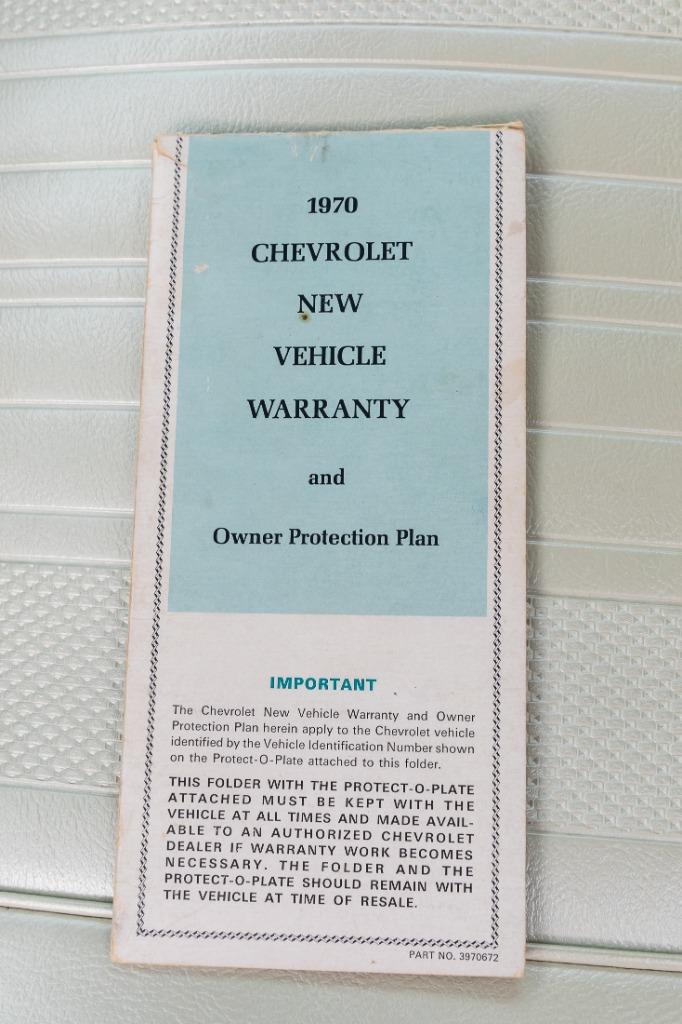 1970
CHEVROLET
NEW
VEHICLE
WARRANTY
and
Owner Protection Plan
IMPORTANT
The Chevrolet New Vehicle Warranty and Owner
Protection Plan herein apply to the Chevrolet vehicle
identified by the Vehicle Identification Number shown
on the Protect-O-Plate attached to this folder.
THIS FOLDER WITH THE PROTECT-O-PLATE
ATTACHED MUST BE KEPT WITH THE
VEHICLE AT ALL TIMES AND MADE AVAIL-
ABLE TO AN AUTHORIZED CHEVROLET
DEALER IF WARRANTY WORK BECOMES
NECESSARY. THE FOLDER AND THE
PROTECT-O-PLATE SHOULD REMAIN WITH
THE VEHICLE AT TIME OF RESALE.
PART NO. 3970672